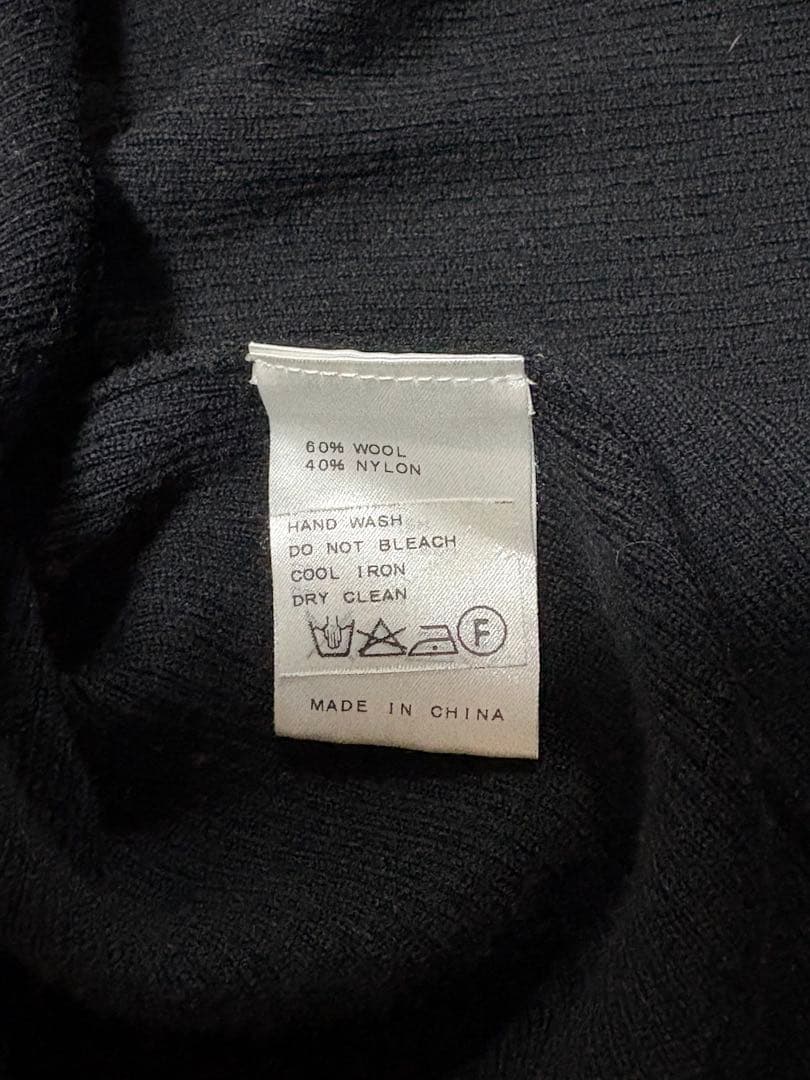 60% WOOL
40% NYLON
HAND WASH
DO NOT BLEACH
COOL IRON
DRY CLEAN
F
MADE IN CHINA